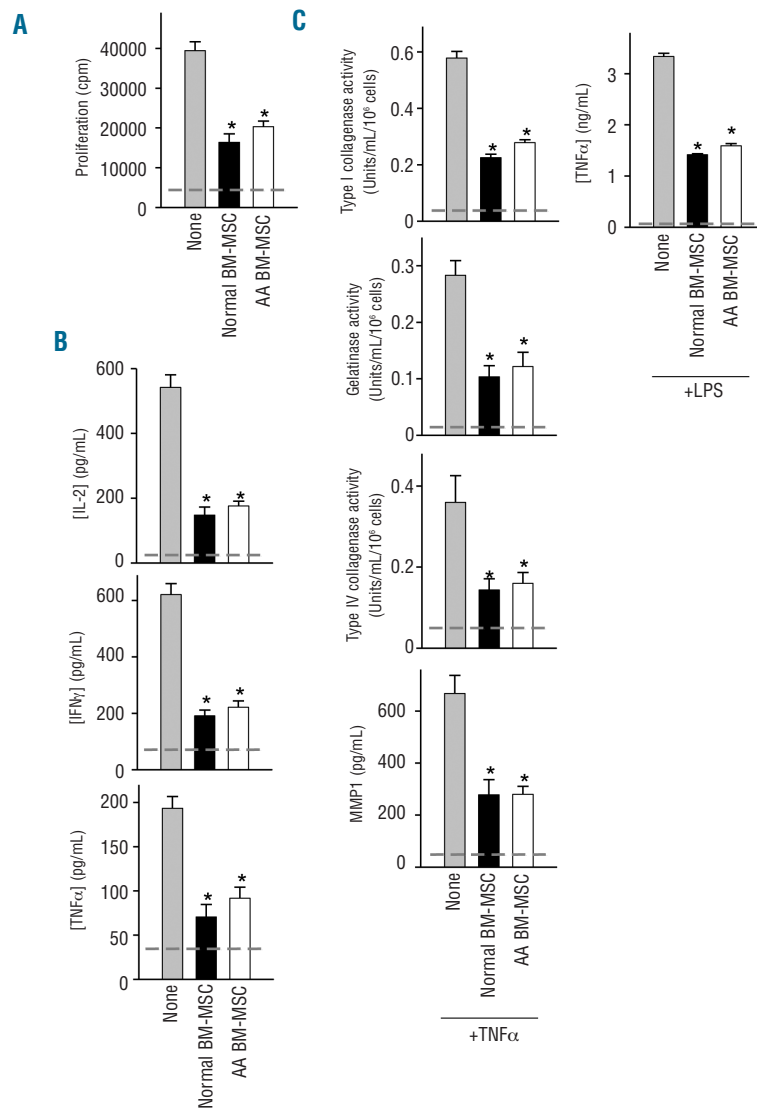 A
Proliferation (cpm)
40000
30000
20000
10000
0
*
*
None
Normal BM-MSC
AA BM-MSC
B
[IL-2] (pg/mL)
600
400
200
0
*
*
[IFNγ] (pg/mL)
600
400
200
0
*
*
[TNFα] (pg/mL)
200
150
100
50
0
*
*
None
Normal BM-MSC
AA BM-MSC
C
Type I collagenase activity
(Units/mL/10⁶ cells)
0.6
0.4
0.2
0
*
*
Gelatinase activity
(Units/mL/10⁶ cells)
0.3
0.2
0.1
0
*
*
Type IV collagenase activity
(Units/mL/10⁶ cells)
0.4
0.2
0
*
*
MMP1 (pg/mL)
600
400
200
0
*
*
None
Normal BM-MSC
AA BM-MSC
+TNFα
[TNFα] (ng/mL)
3
2
1
0
*
*
None
Normal BM-MSC
AA BM-MSC
+LPS